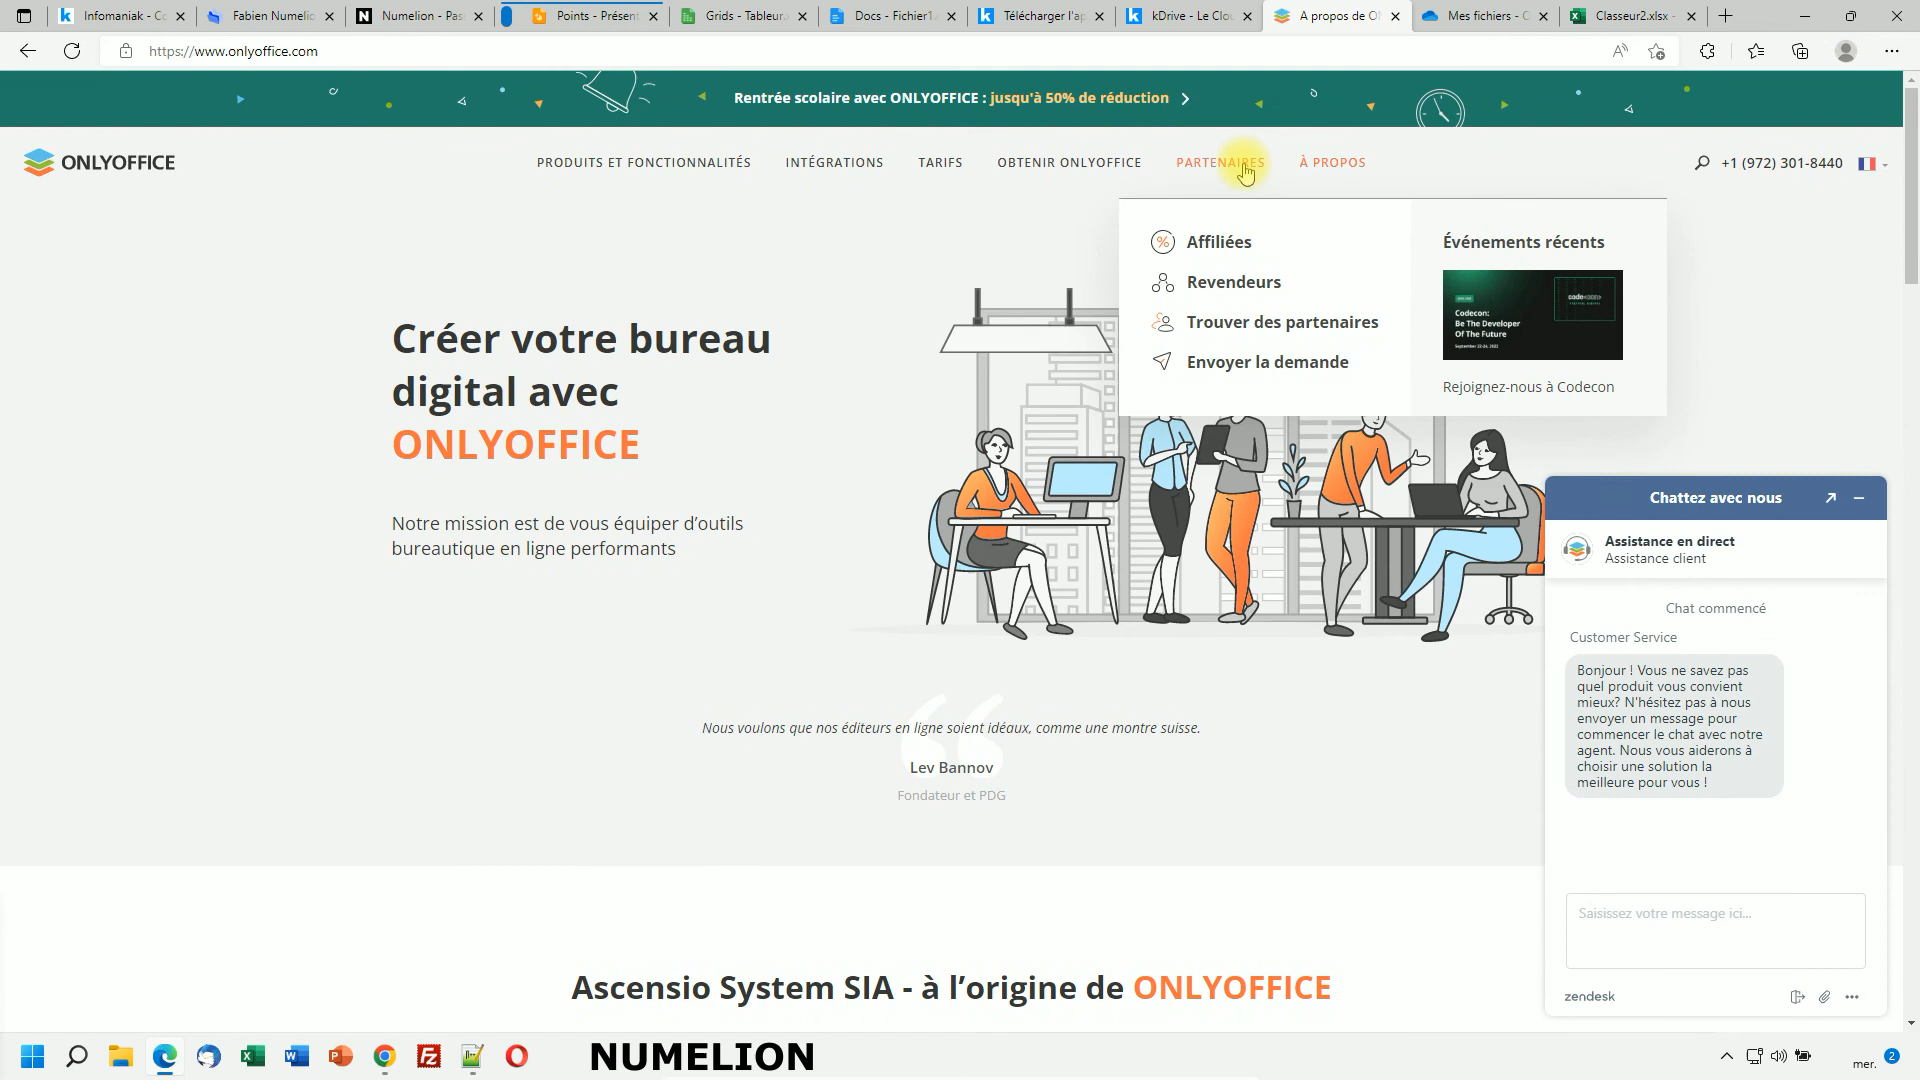 Infomaniak - Co
Fabien Numelio
Numelion - Pas
Points - Présent
Grids - Tableur.
Docs - Fichier1
Télécharger l'ap
kDrive - Le Clou
A propos de ON
Mes fichiers - O
Classeur2.xlsx -
https://www.onlyoffice.com
Rentrée scolaire avec ONLYOFFICE : jusqu'à 50% de réduction
ONLYOFFICE
PRODUITS ET FONCTIONNALITÉS
INTÉGRATIONS
TARIFS
OBTENIR ONLYOFFICE
PARTENAIRES
À PROPOS
+1 (972) 301-8440
Affiliées
Revendeurs
Trouver des partenaires
Envoyer la demande
Événements récents
Codecon:
Be The Developer
Of The Future
September 22-24, 2022
Rejoignez-nous à Codecon
Créer votre bureau
digital avec
ONLYOFFICE
Notre mission est de vous équiper d’outils
bureautique en ligne performants
Nous voulons que nos éditeurs en ligne soient idéaux, comme une montre suisse.
Lev Bannov
Fondateur et PDG
Ascensio System SIA - à l’origine de ONLYOFFICE
Chattez avec nous
Assistance en direct
Assistance client
Chat commencé
Customer Service
Bonjour ! Vous ne savez pas
quel produit vous convient
mieux? N'hésitez pas à nous
envoyer un message pour
commencer le chat avec notre
agent. Nous vous aiderons à
choisir une solution la
meilleure pour vous !
Saisissez votre message ici...
zendesk
NUMELION
mer.
2